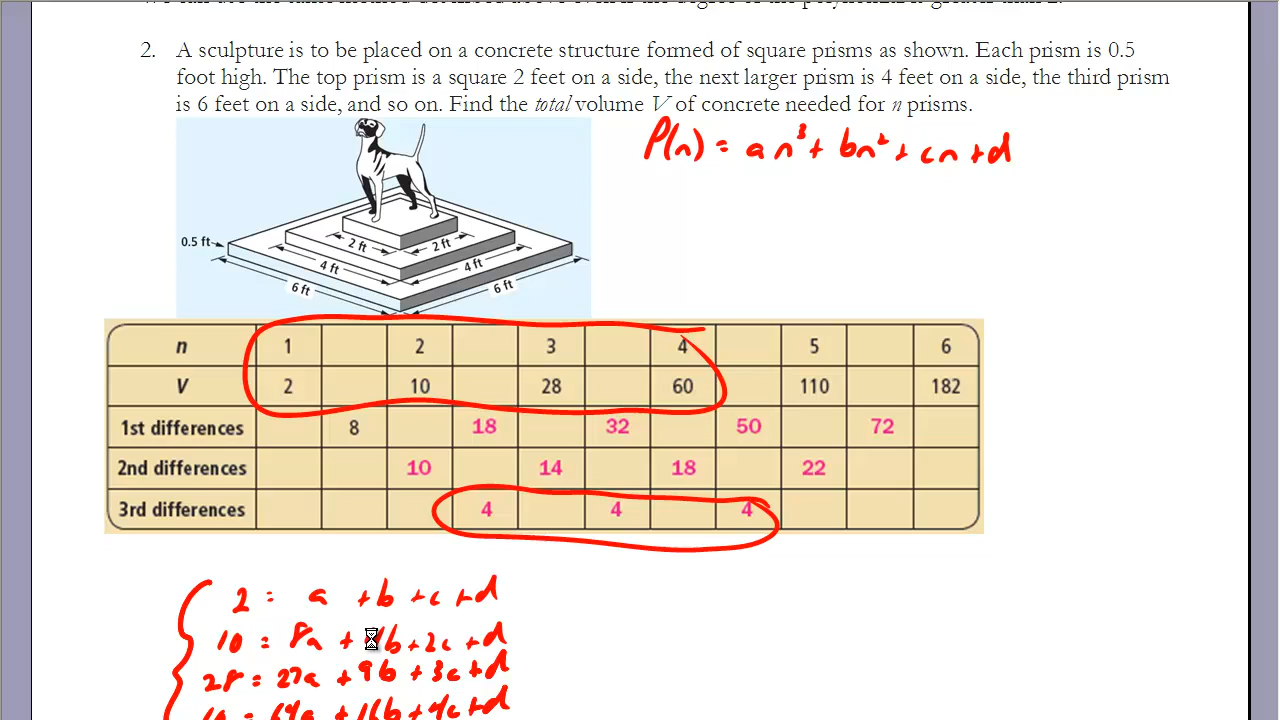 2. A sculpture is to be placed on a concrete structure formed of square prisms as shown. Each prism is 0.5
foot high. The top prism is a square 2 feet on a side, the next larger prism is 4 feet on a side, the third prism
is 6 feet on a side, and so on. Find the total volume V of concrete needed for n prisms.
P(n) = an³ + bn² + cn + d
0.5 ft
2 ft 2 ft
4 ft 4 ft
6 ft 6 ft
n 1 2 3 4 5 6
V 2 10 28 60 110 182
1st differences 8 18 32 50 72
2nd differences 10 14 18 22
3rd differences 4 4 4
2 = a + b + c + d
10 = 8a + 4b + 2c + d
28 = 27a + 9b + 3c + d